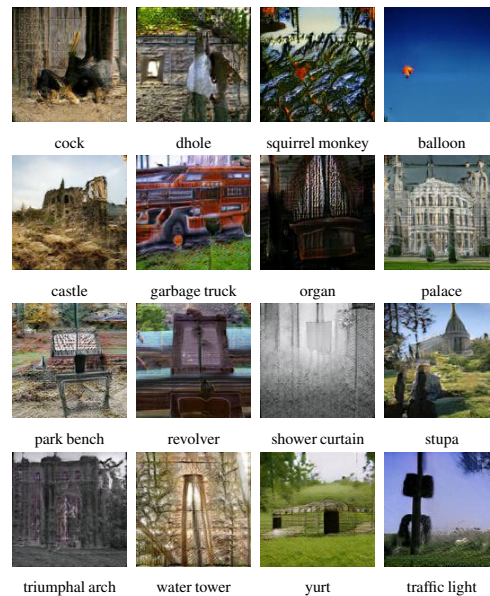 cock
dhole
squirrel monkey
balloon
castle
garbage truck
organ
palace
park bench
revolver
shower curtain
stupa
triumphal arch
water tower
yurt
traffic light